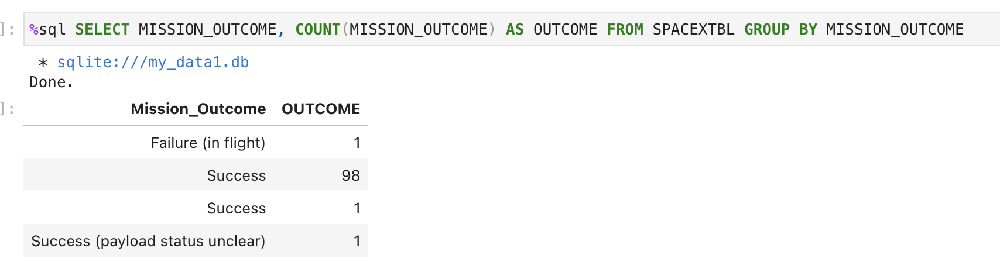 ]: %sql SELECT MISSION_OUTCOME, COUNT(MISSION_OUTCOME) AS OUTCOME FROM SPACEXTBL GROUP BY MISSION_OUTCOME
* sqlite:///my_data1.db
Done.
]: Mission_Outcome OUTCOME
Failure (in flight) 1
Success 98
Success 1
Success (payload status unclear) 1